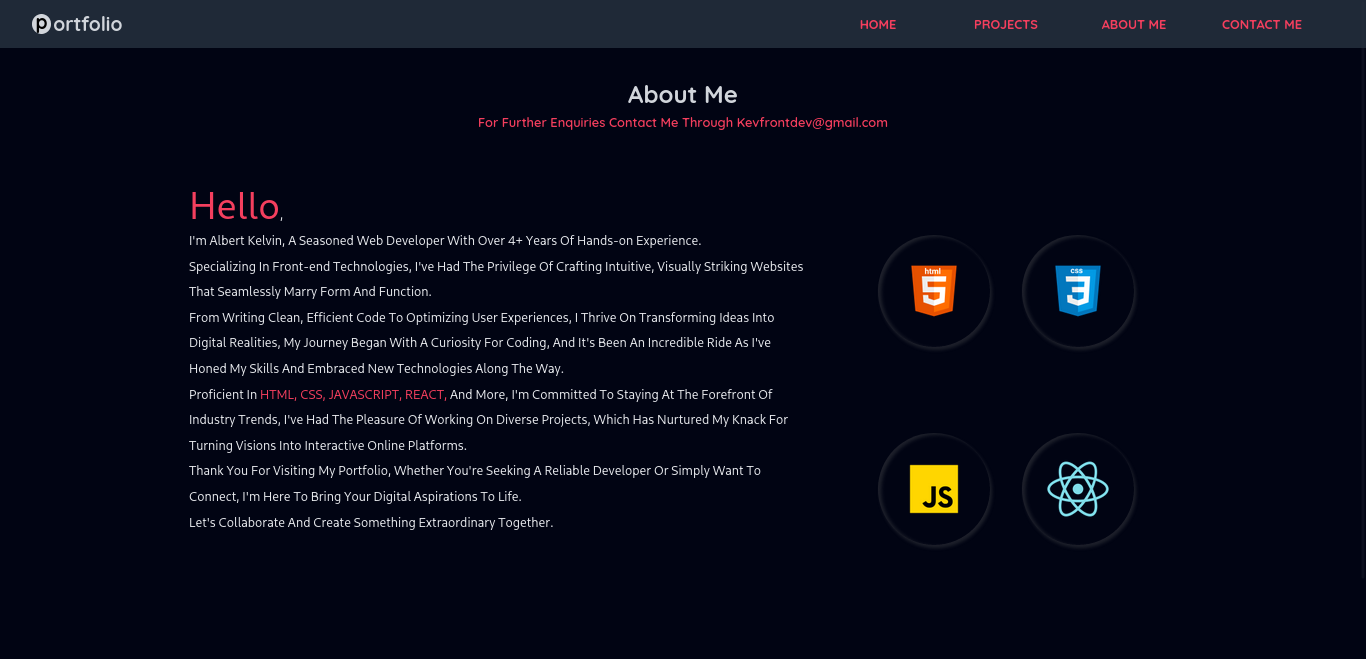 portfolio
HOME PROJECTS ABOUT ME CONTACT ME
About Me
For Further Enquiries Contact Me Through Kevfrontdev@gmail.com
Hello,
I'm Albert Kelvin, A Seasoned Web Developer With Over 4+ Years Of Hands-on Experience.
Specializing In Front-end Technologies, I've Had The Privilege Of Crafting Intuitive, Visually Striking Websites
That Seamlessly Marry Form And Function.
From Writing Clean, Efficient Code To Optimizing User Experiences, I Thrive On Transforming Ideas Into
Digital Realities, My Journey Began With A Curiosity For Coding, And It's Been An Incredible Ride As I've
Honed My Skills And Embraced New Technologies Along The Way.
Proficient In HTML, CSS, JAVASCRIPT, REACT, And More, I'm Committed To Staying At The Forefront Of
Industry Trends, I've Had The Pleasure Of Working On Diverse Projects, Which Has Nurtured My Knack For
Turning Visions Into Interactive Online Platforms.
Thank You For Visiting My Portfolio, Whether You're Seeking A Reliable Developer Or Simply Want To
Connect, I'm Here To Bring Your Digital Aspirations To Life.
Let's Collaborate And Create Something Extraordinary Together.
html
5
css
3
JS